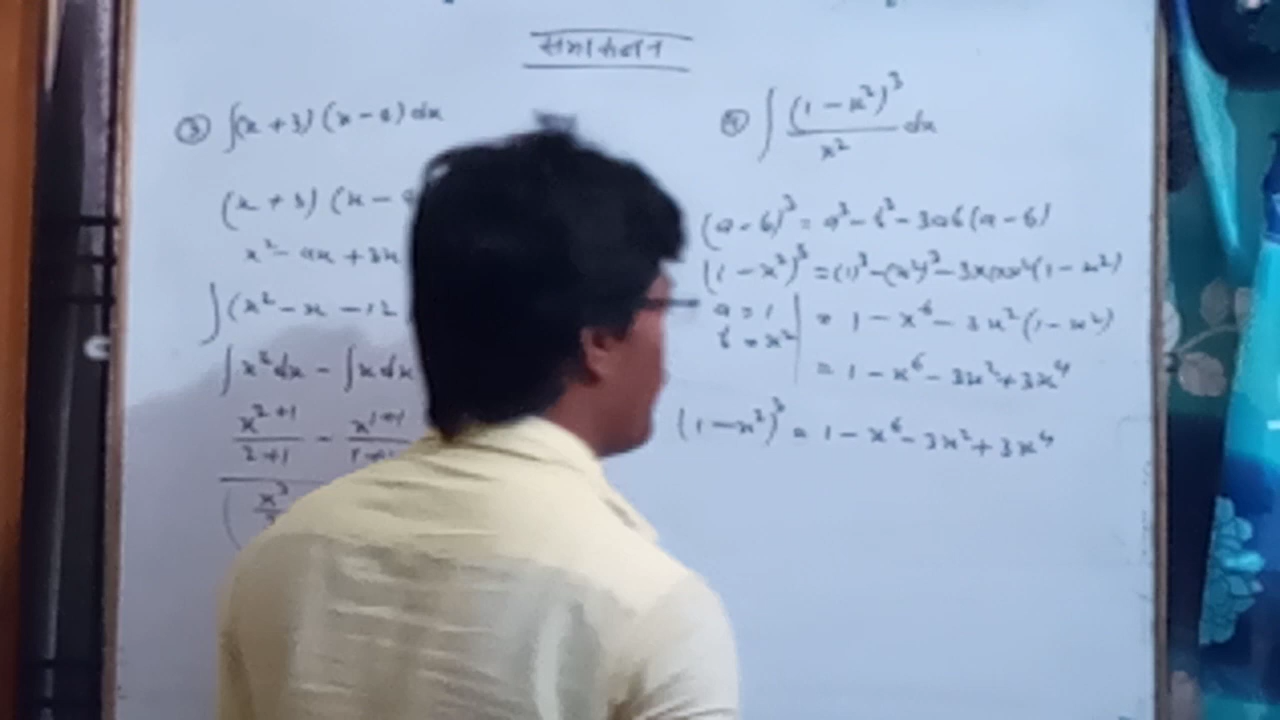 समाकलन
③ ∫(x+3)(x-4)dx
(x+3)(x-4
x²-4x+3x
∫(x²-x-12
∫x²dx - ∫xdx
x²⁺¹/2+1 - x¹⁺¹/1+1
x³
④ ∫ (1-x²)³/x² dx
(a-b)³ = a³-b³-3ab(a-b)
(1-x²)³ = (1)³-(x²)³-3×1×x²(1-x²)
a = 1 | = 1-x⁶-3x²(1-x²)
b = x² | = 1-x⁶-3x²+3x⁴
(1-x²)³ = 1-x⁶-3x²+3x⁴